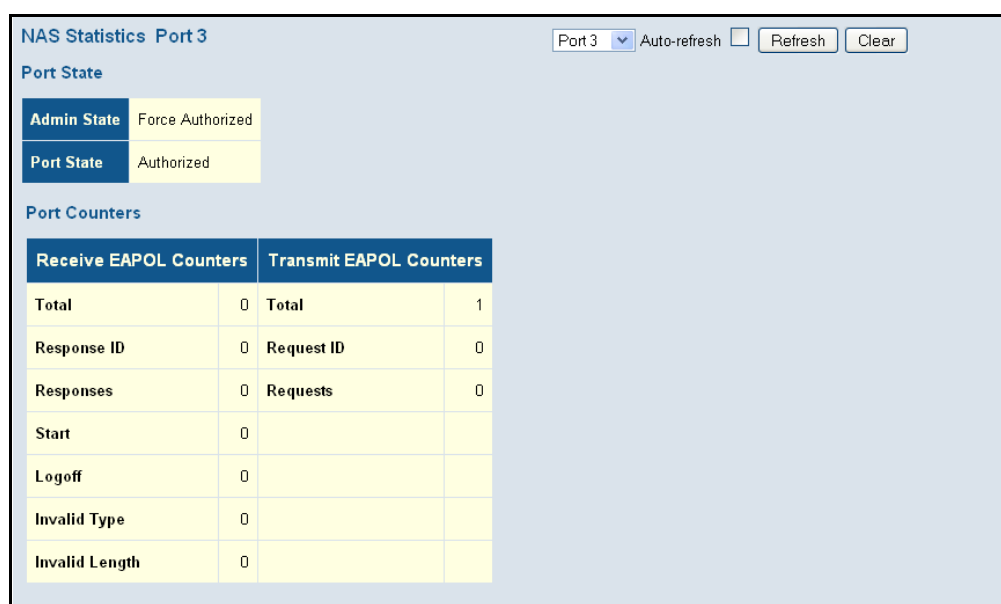 NAS Statistics Port 3
Port 3 Auto-refresh Refresh Clear
Port State
Admin State Force Authorized
Port State Authorized
Port Counters
Receive EAPOL Counters Transmit EAPOL Counters
Total 0 Total 1
Response ID 0 Request ID 0
Responses 0 Requests 0
Start 0
Logoff 0
Invalid Type 0
Invalid Length 0